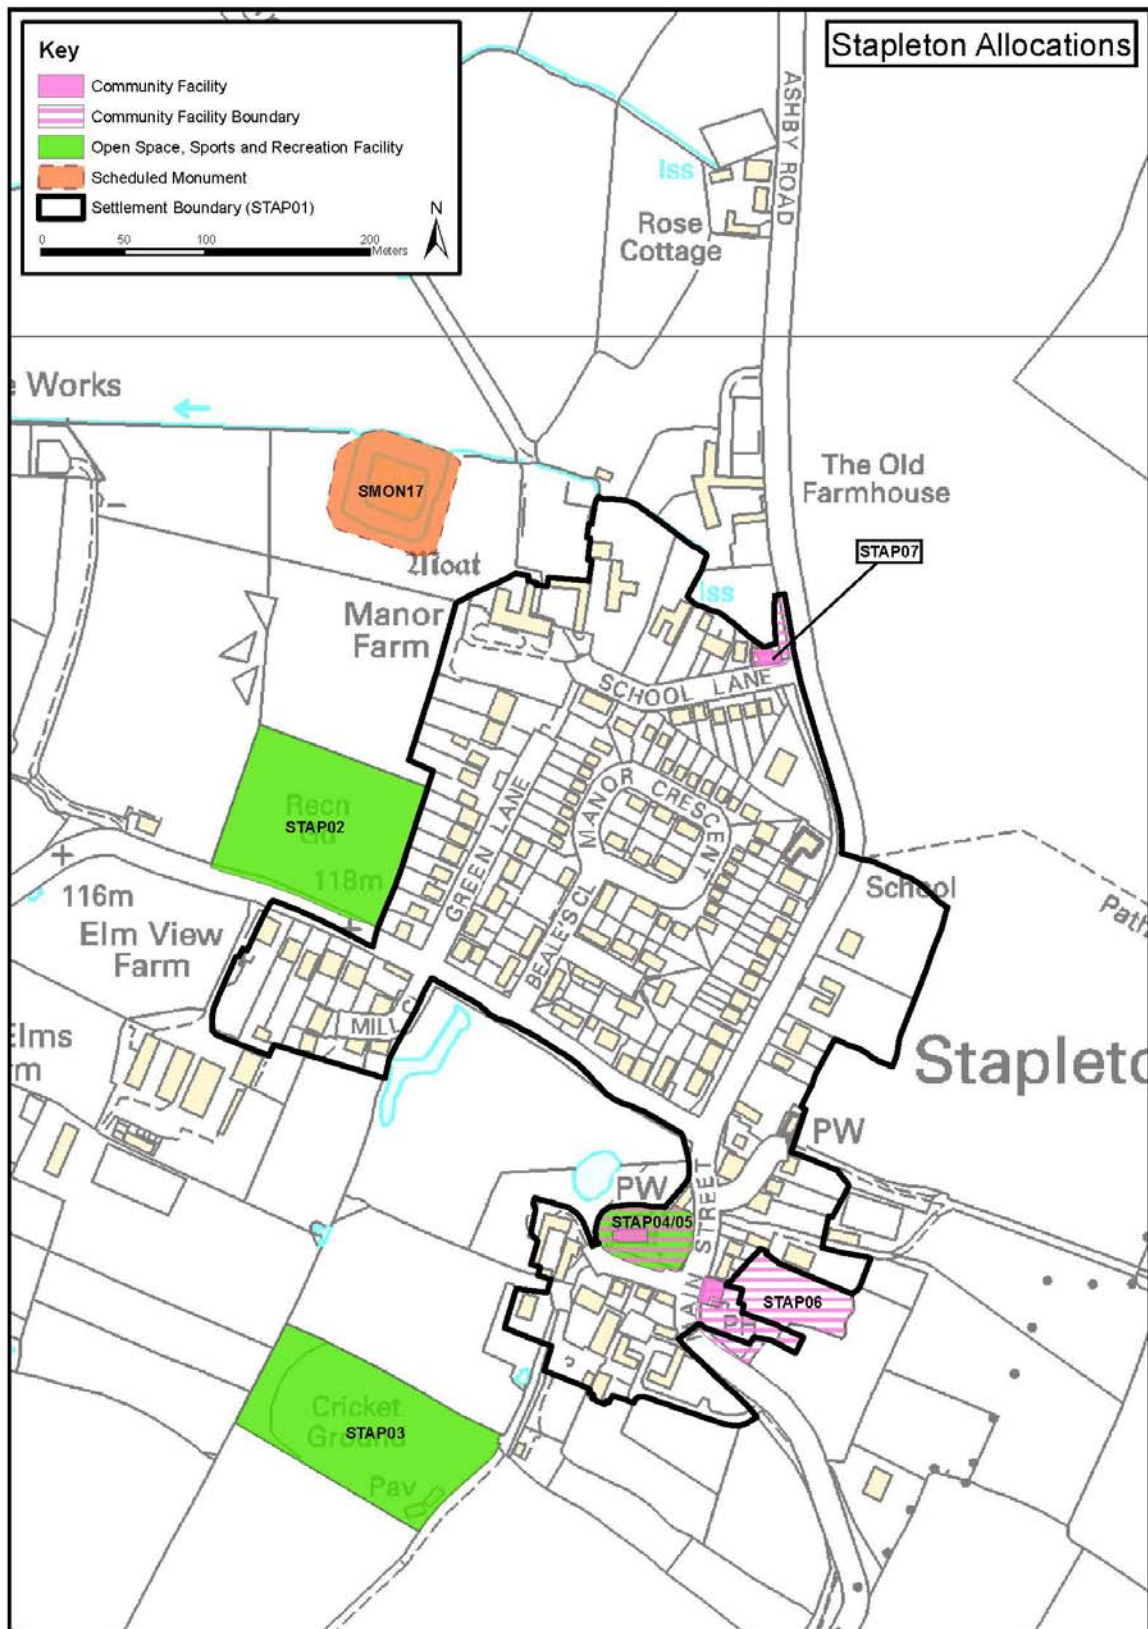 Stapleton Allocations
Key
Community Facility
Community Facility Boundary
Open Space, Sports and Recreation Facility
Scheduled Monument
Settlement Boundary (STAP01)
N
0 50 100 200
Meters
ASHBY ROAD
Iss
Rose
Cottage
e Works
SMON17
Moat
The Old
Farmhouse
STAP07
Iss
Manor
Farm
SCHOOL LANE
MANOR CRESCENT
GREEN LANE
BEALE'S CL
Recn
Gd
STAP02
118m
116m
School
Path
Elm View
Farm
MILL C
Elms
m
Stapleto
PW
PW
STAP04/05
MAIN STREET
STAP06
PH
Cricket
Ground
STAP03
Pav